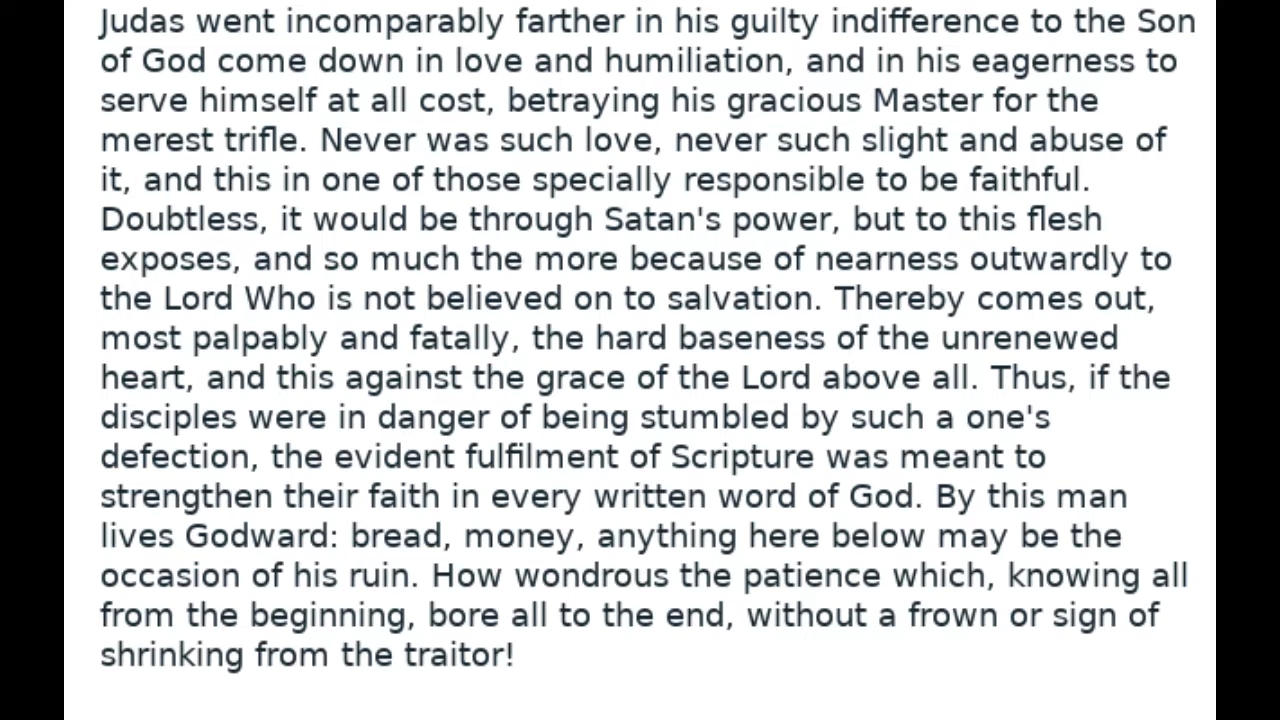 Judas went incomparably farther in his guilty indifference to the Son
of God come down in love and humiliation, and in his eagerness to
serve himself at all cost, betraying his gracious Master for the
merest trifle. Never was such love, never such slight and abuse of
it, and this in one of those specially responsible to be faithful.
Doubtless, it would be through Satan's power, but to this flesh
exposes, and so much the more because of nearness outwardly to
the Lord Who is not believed on to salvation. Thereby comes out,
most palpably and fatally, the hard baseness of the unrenewed
heart, and this against the grace of the Lord above all. Thus, if the
disciples were in danger of being stumbled by such a one's
defection, the evident fulfilment of Scripture was meant to
strengthen their faith in every written word of God. By this man
lives Godward: bread, money, anything here below may be the
occasion of his ruin. How wondrous the patience which, knowing all
from the beginning, bore all to the end, without a frown or sign of
shrinking from the traitor!